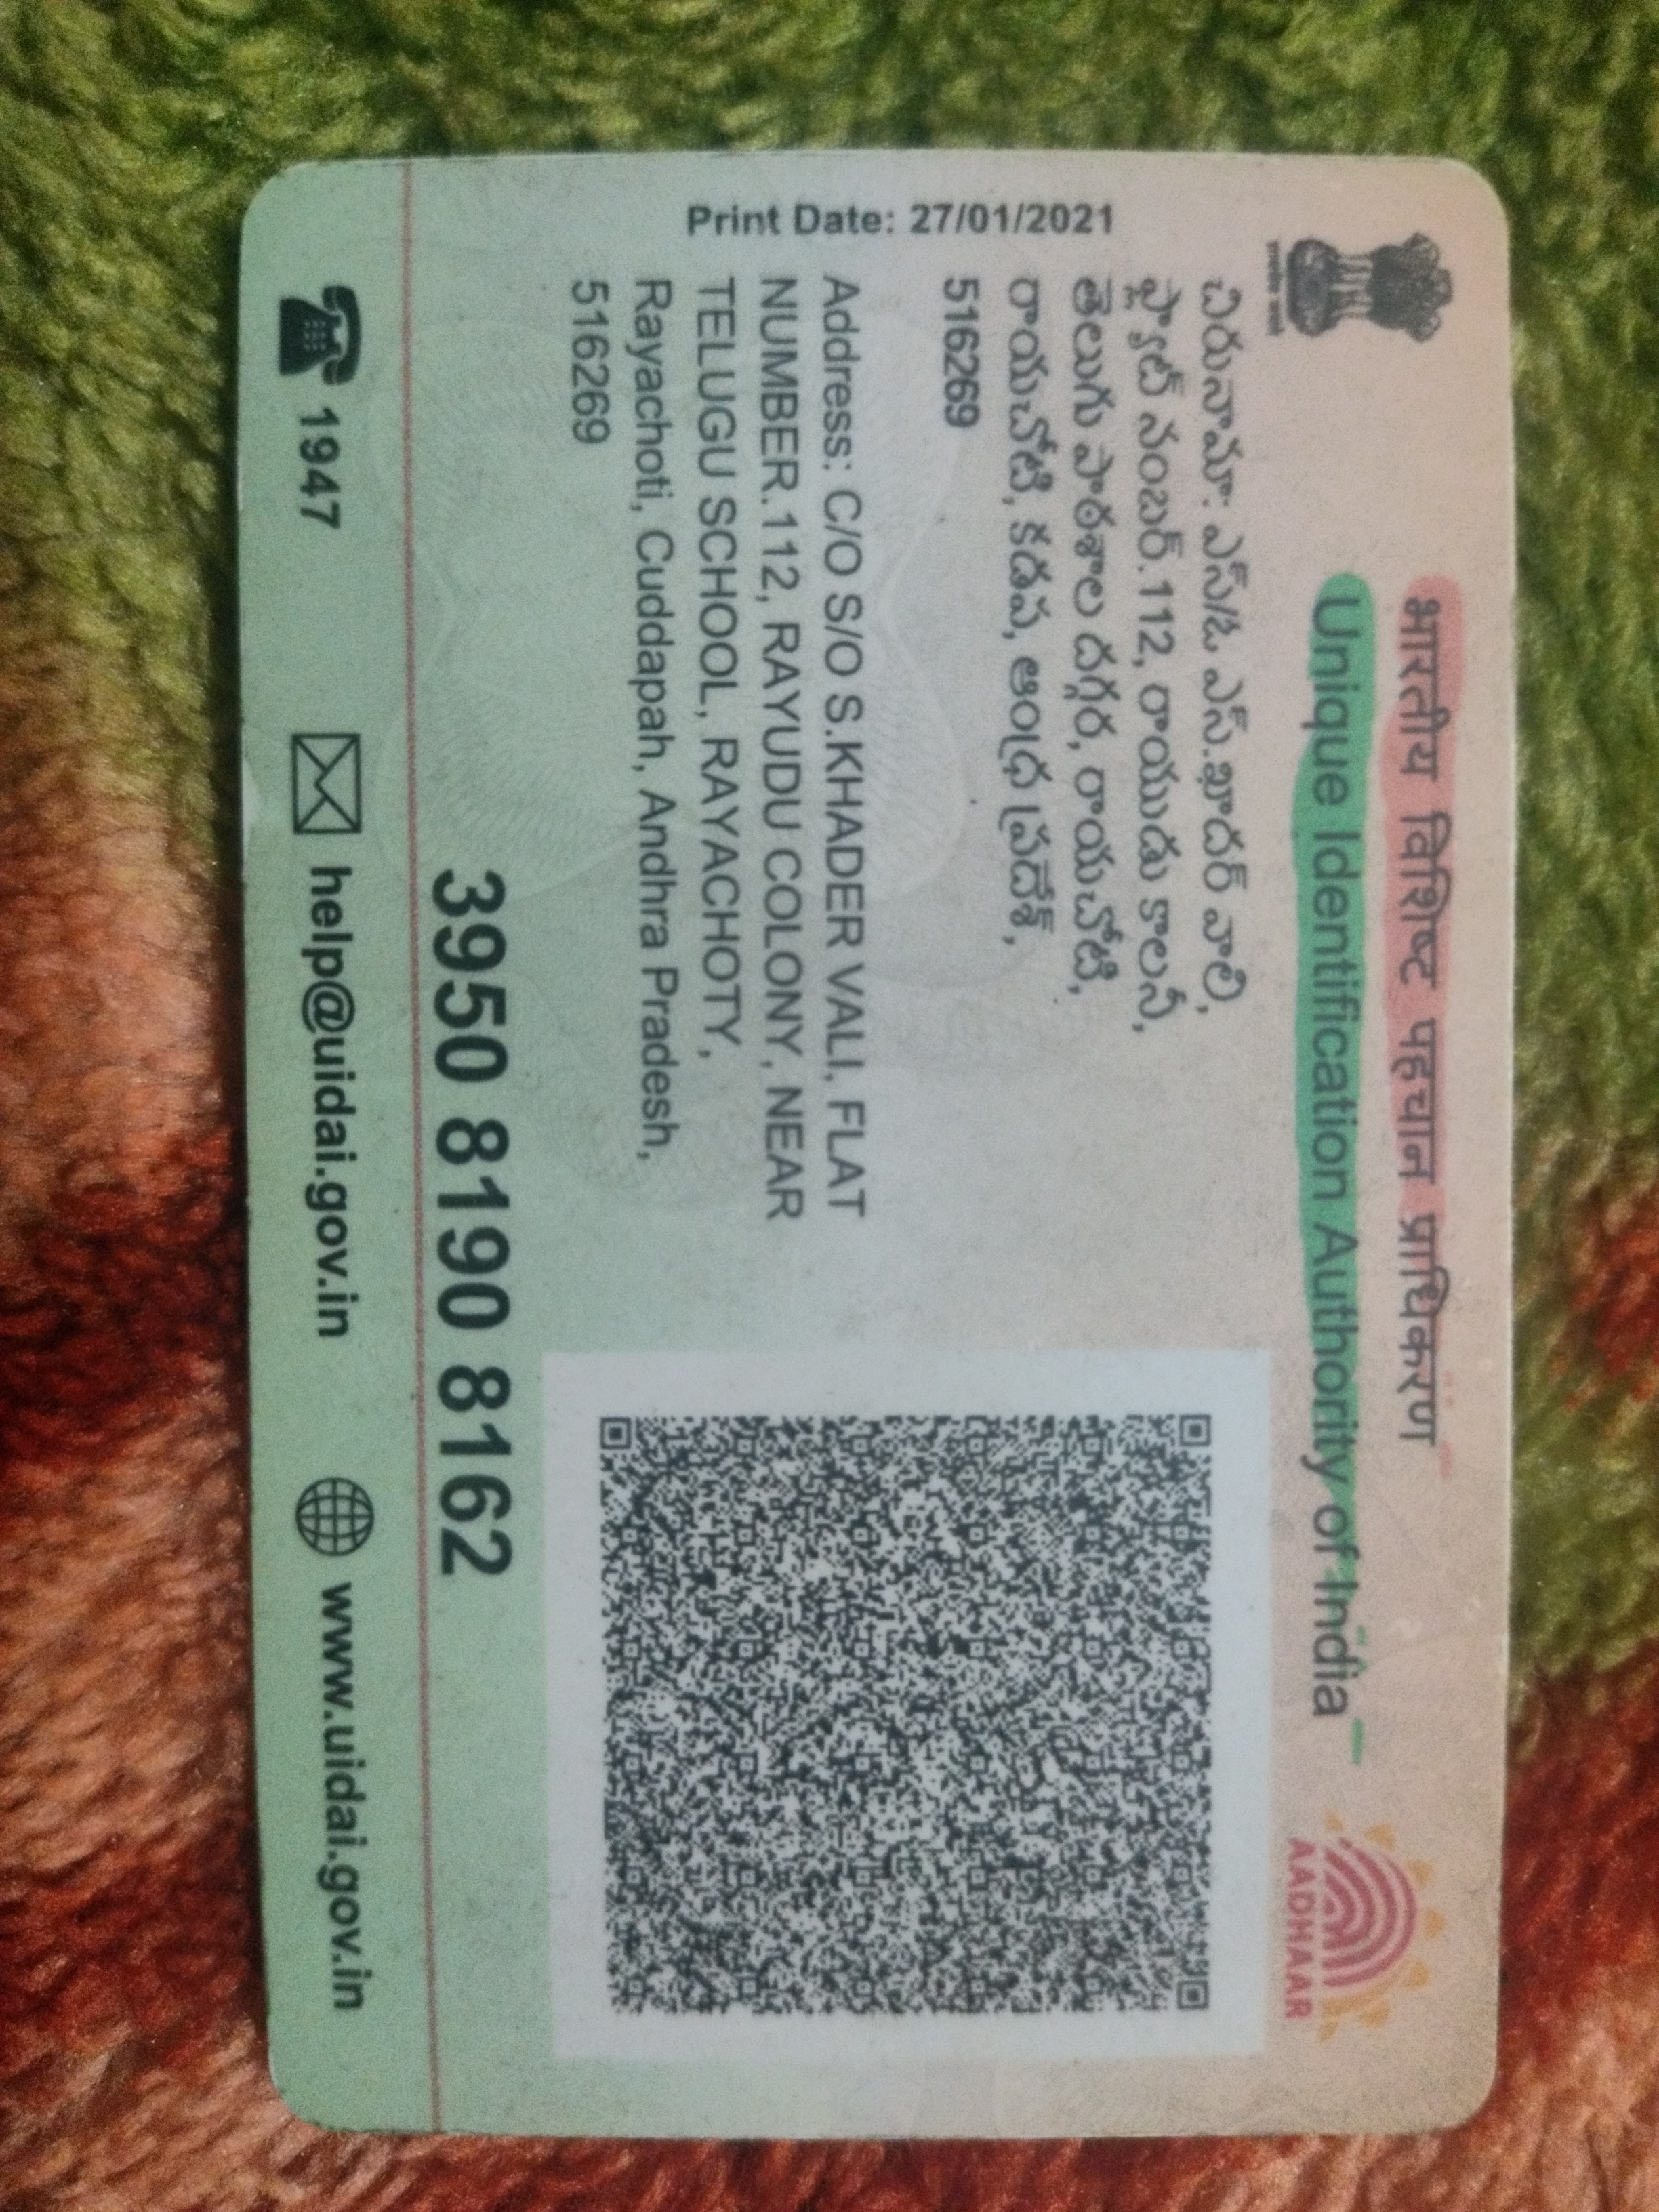 भारतीय विशिष्ट पहचान प्राधिकरण
Unique Identification Authority of India
AADHAAR
Print Date: 27/01/2021
చిరునామా: ఎస్/ఓ ఎస్.ఖాదర్ వాలి,
ఫ్లాట్ నంబర్.112, రాయుడు కాలనీ,
తెలుగు పాఠశాల దగ్గర, రాయచోటి,
రాయచోటి, కడప, ఆంధ్ర ప్రదేశ్,
516269
Address: C/O S/O S.KHADER VALI, FLAT
NUMBER.112, RAYUDU COLONY, NEAR
TELUGU SCHOOL, RAYACHOTY,
Rayachoti, Cuddapah, Andhra Pradesh,
516269
3950 8190 8162
1947
help@uidai.gov.in
www.uidai.gov.in